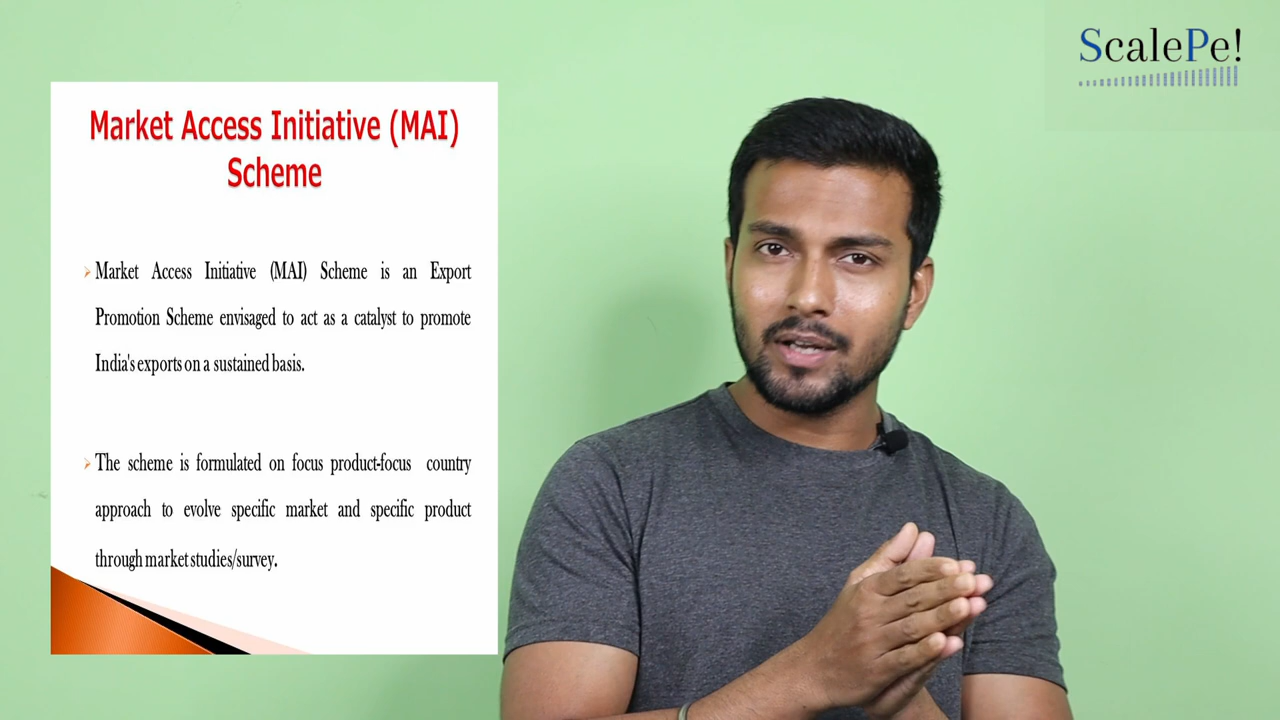 ScalePe!
Market Access Initiative (MAI)
Scheme
Market Access Initiative (MAI) Scheme is an Export
Promotion Scheme envisaged to act as a catalyst to promote
India's exports on a sustained basis.
The scheme is formulated on focus product-focus country
approach to evolve specific market and specific product
through market studies/survey.